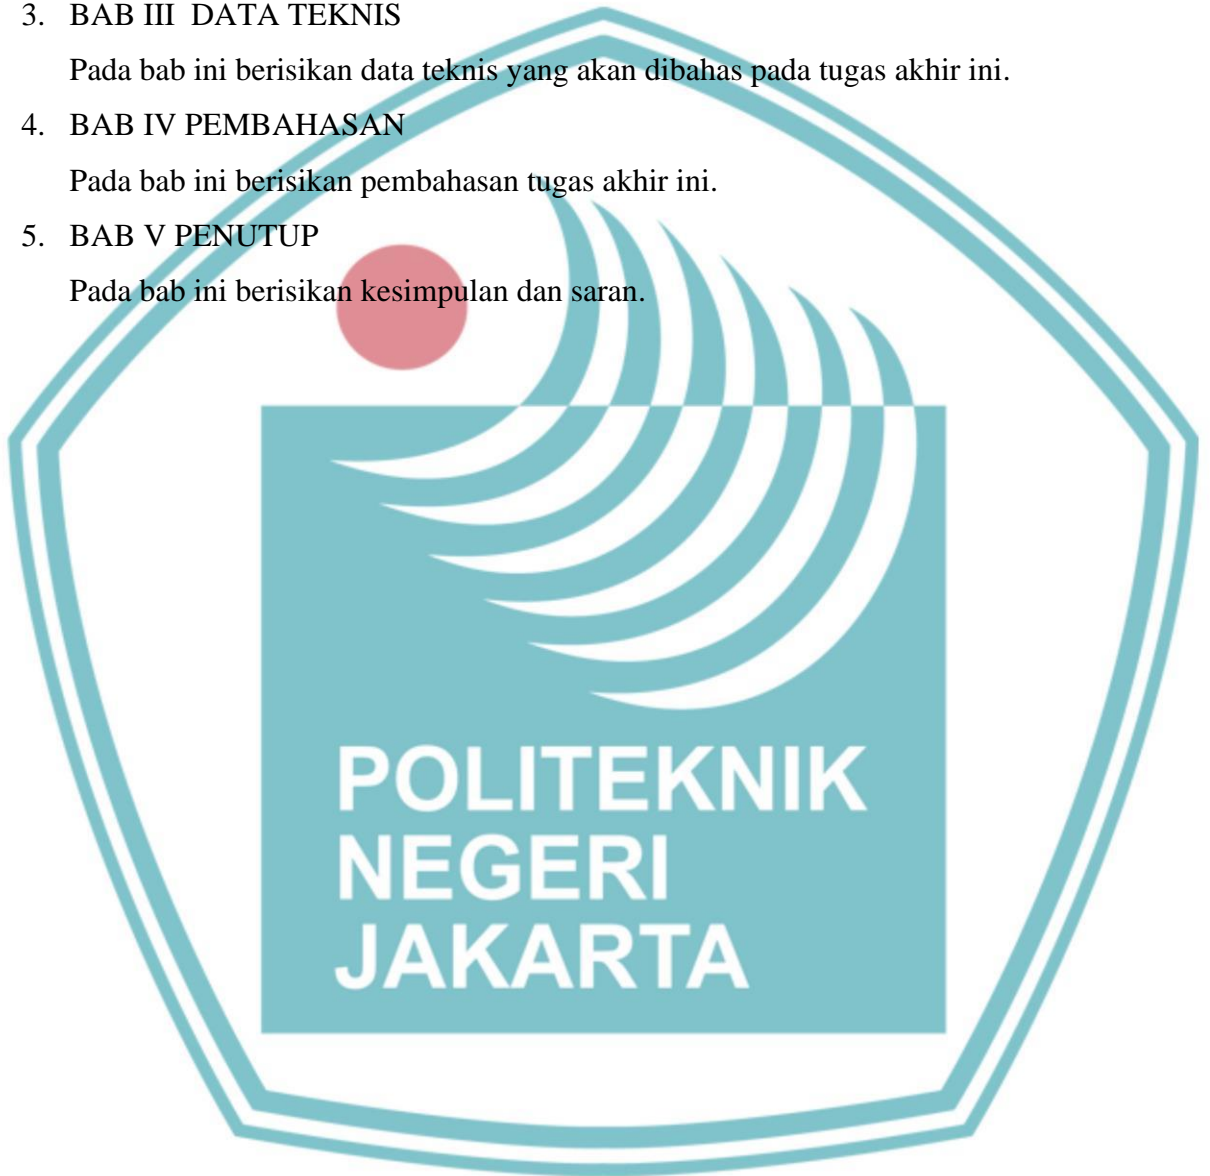 3. BAB III  DATA TEKNIS
Pada bab ini berisikan data teknis yang akan dibahas pada tugas akhir ini.
4. BAB IV PEMBAHASAN
Pada bab ini berisikan pembahasan tugas akhir ini.
5. BAB V PENUTUP
Pada bab ini berisikan kesimpulan dan saran.
POLITEKNIK
NEGERI
JAKARTA